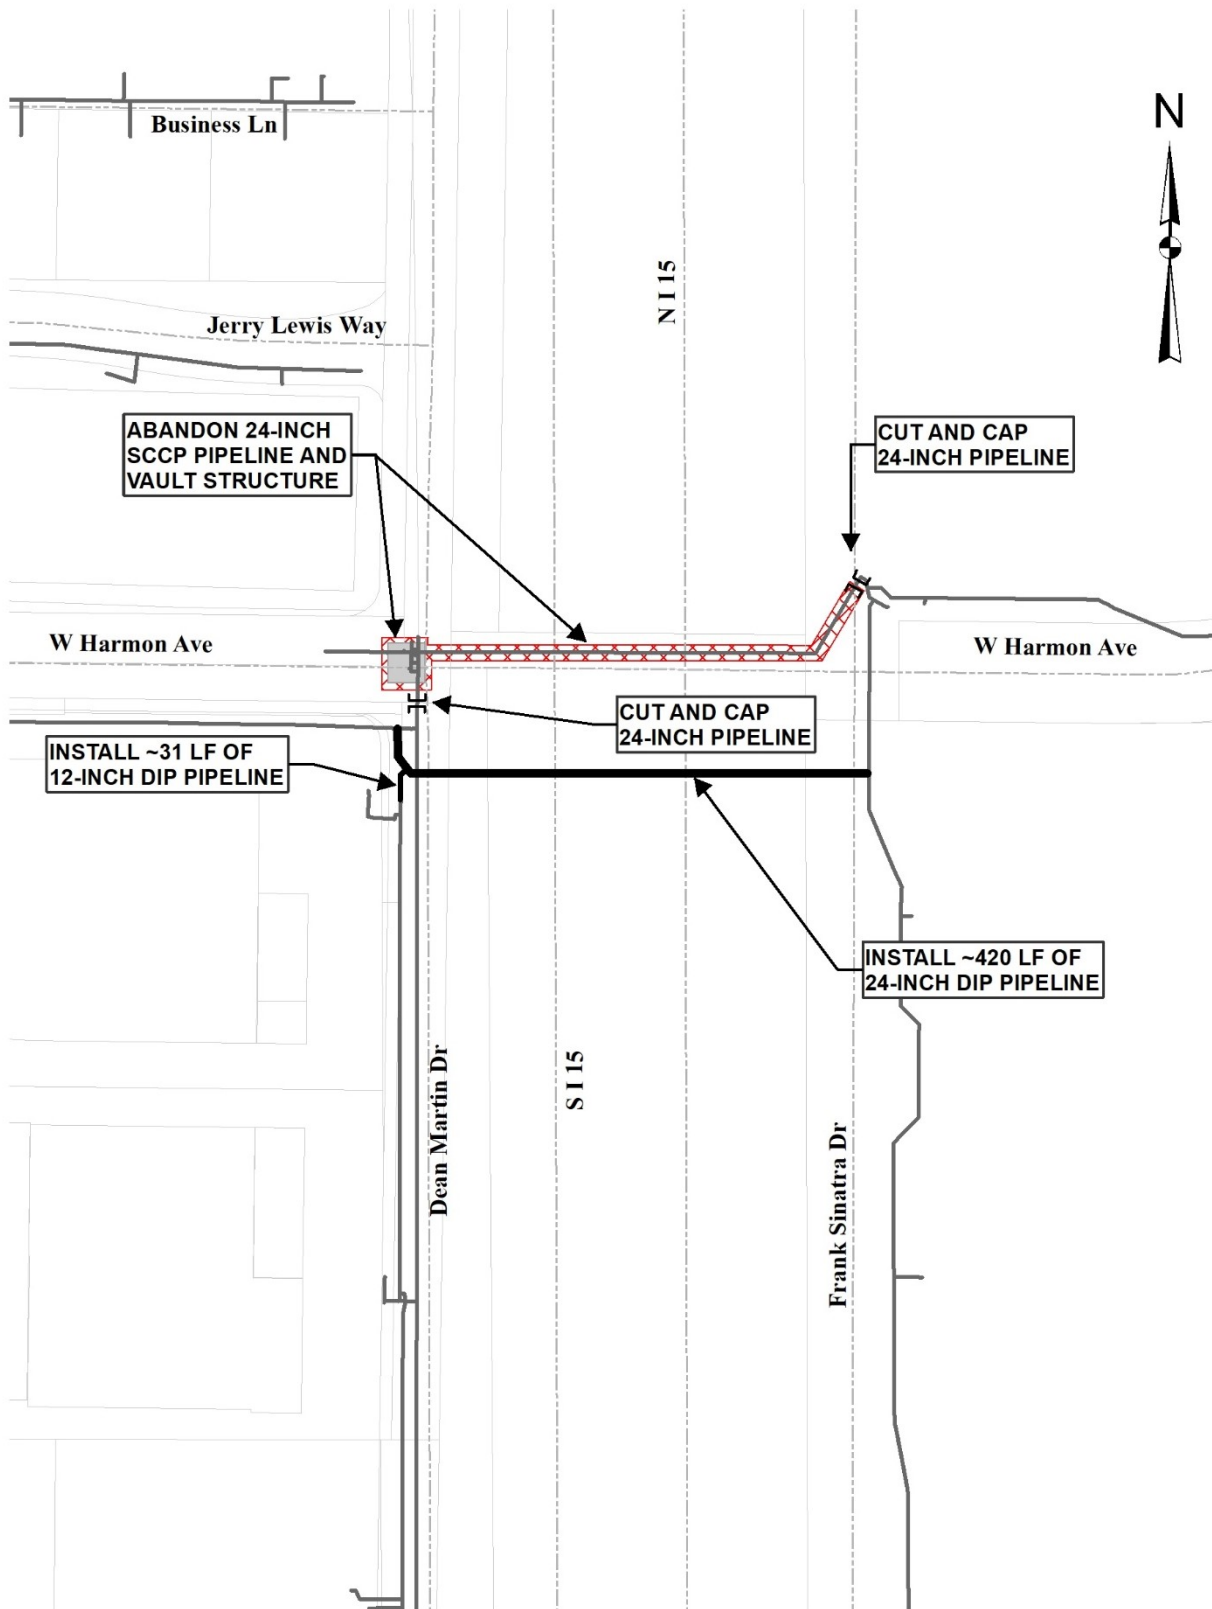 N
Business Ln
N I 15
Jerry Lewis Way
ABANDON 24-INCH
SCCP PIPELINE AND
VAULT STRUCTURE
CUT AND CAP
24-INCH PIPELINE
W Harmon Ave
W Harmon Ave
CUT AND CAP
24-INCH PIPELINE
INSTALL ~31 LF OF
12-INCH DIP PIPELINE
INSTALL ~420 LF OF
24-INCH DIP PIPELINE
Dean Martin Dr
S I 15
Frank Sinatra Dr